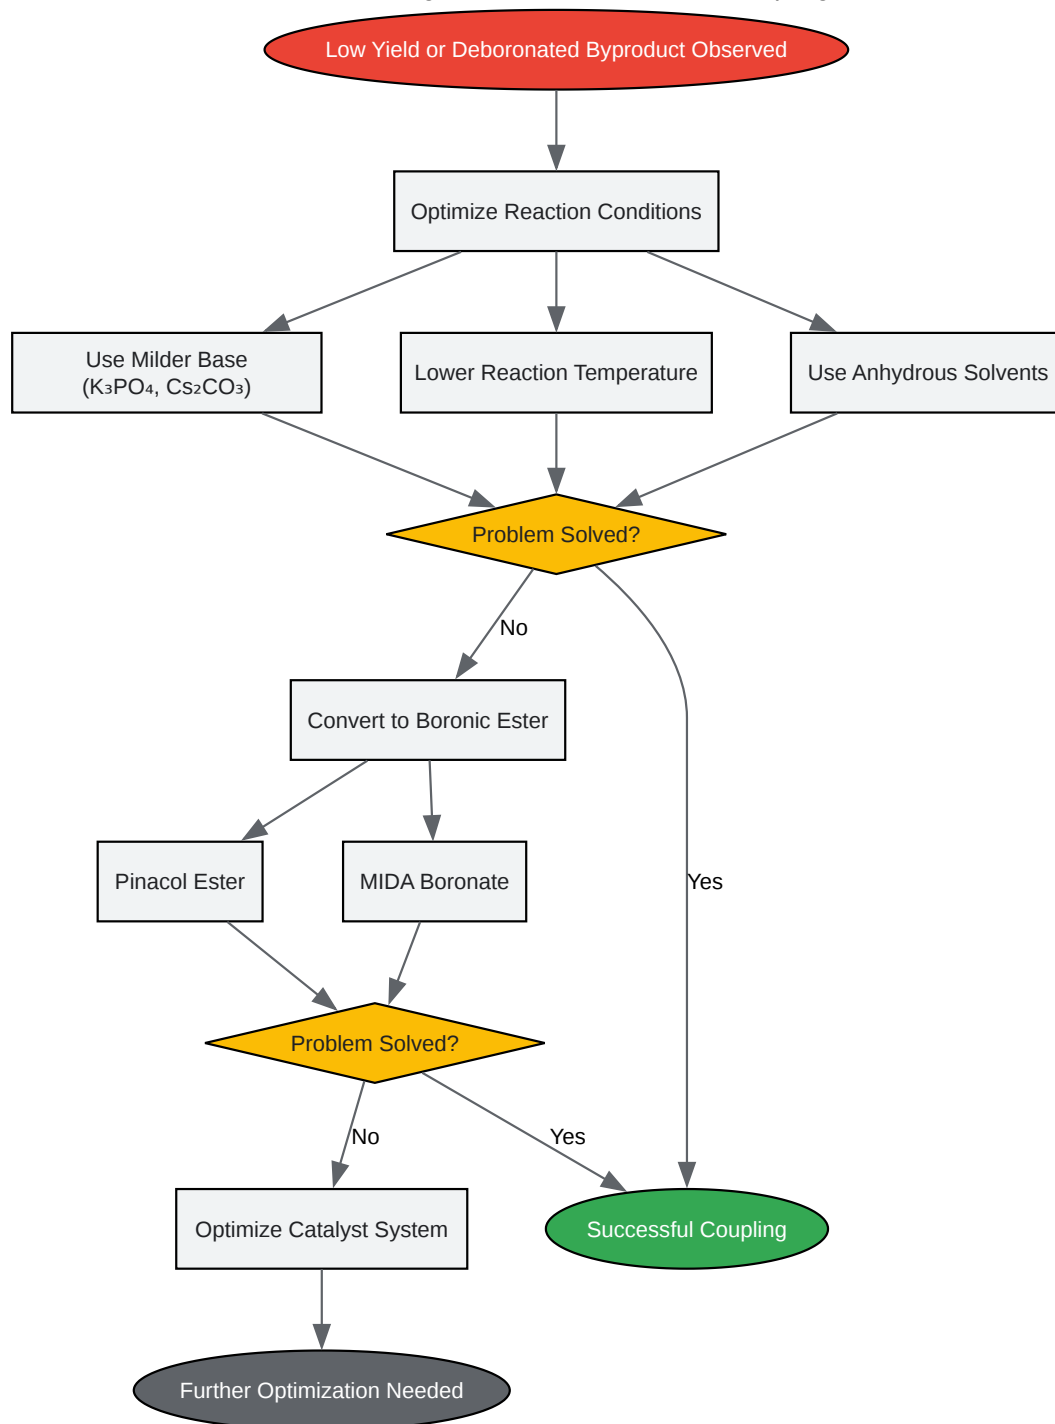 Low Yield or Deboronated Byproduct Observed
Optimize Reaction Conditions
Use Milder Base
(K₃PO₄, Cs₂CO₃)
Lower Reaction Temperature
Use Anhydrous Solvents
Problem Solved?
No
Convert to Boronic Ester
Pinacol Ester
MIDA Boronate
Yes
Problem Solved?
No
Yes
Optimize Catalyst System
Successful Coupling
Further Optimization Needed